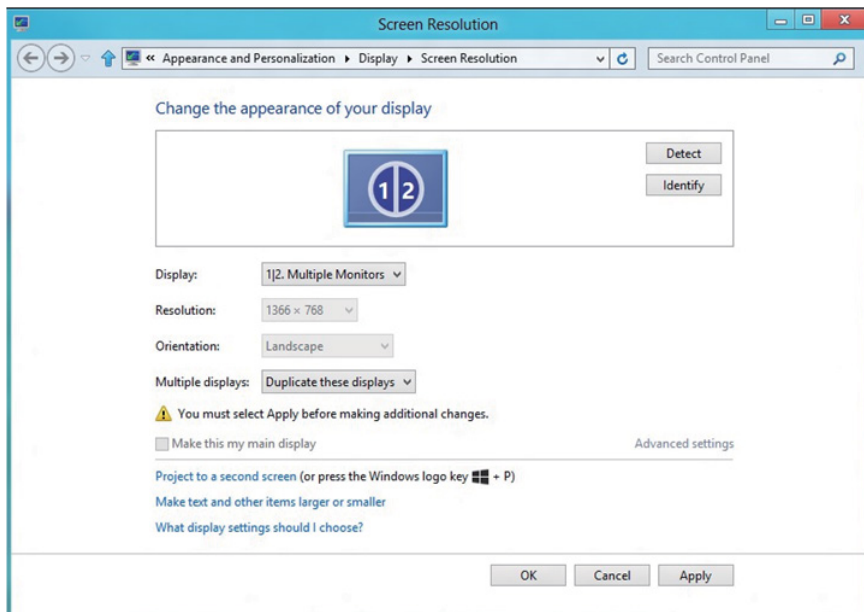 Screen Resolution
« Appearance and Personalization ▸ Display ▸ Screen Resolution Search Control Panel
Change the appearance of your display
1|2
Detect
Identify
Display: 1|2. Multiple Monitors
Resolution: 1366 × 768
Orientation: Landscape
Multiple displays: Duplicate these displays
You must select Apply before making additional changes.
Make this my main display Advanced settings
Project to a second screen (or press the Windows logo key + P)
Make text and other items larger or smaller
What display settings should I choose?
OK Cancel Apply